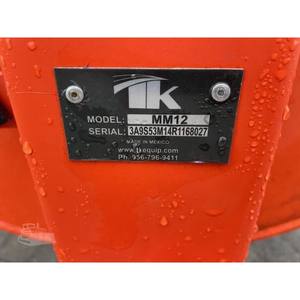 TK
MODEL: MM12
SERIAL: 3A9S53M14R1168027
MADE IN MEXICO
www.tkequip.com
Ph. 956-796-9411